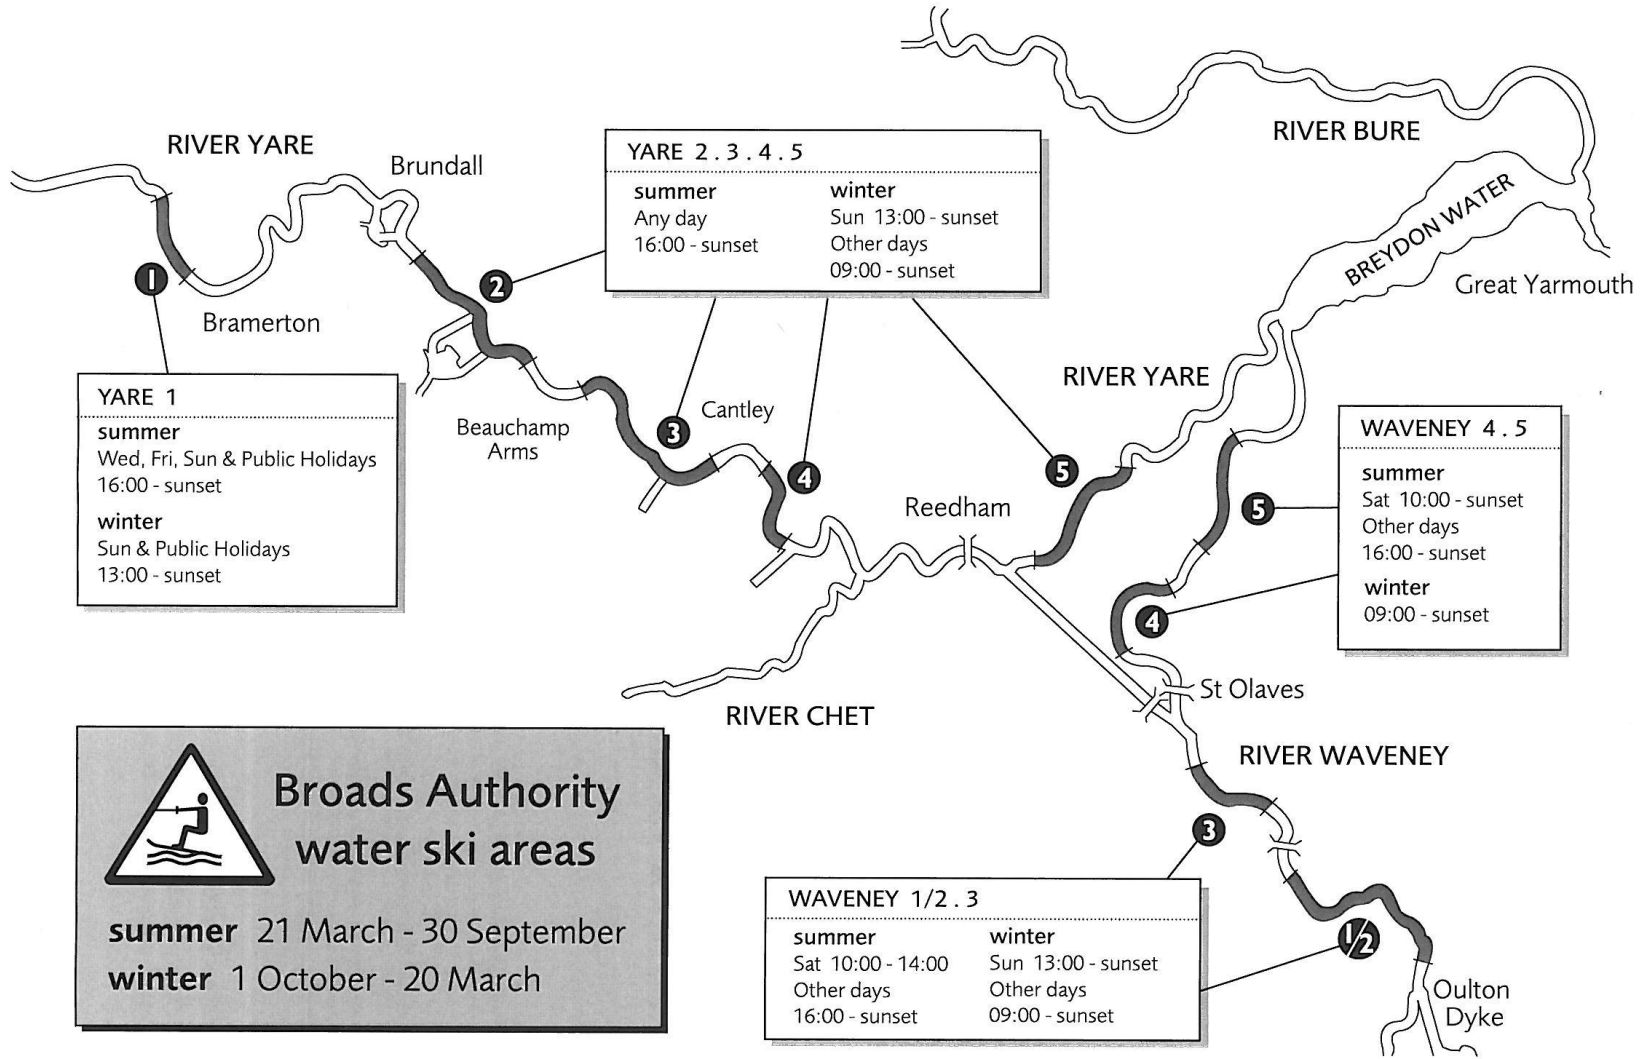 RIVER BURE
RIVER YARE
Brundall
YARE 2 . 3 . 4 . 5
summer
Any day
16:00 - sunset
winter
Sun 13:00 - sunset
Other days
09:00 - sunset
BREYDON WATER
Great Yarmouth
1
2
Bramerton
YARE 1
summer
Wed, Fri, Sun & Public Holidays
16:00 - sunset
winter
Sun & Public Holidays
13:00 - sunset
Beauchamp
Arms
3
Cantley
4
RIVER YARE
5
Reedham
WAVENEY 4 . 5
summer
Sat 10:00 - sunset
Other days
16:00 - sunset
winter
09:00 - sunset
5
4
St Olaves
RIVER CHET
RIVER WAVENEY
3
Broads Authority
water ski areas
summer 21 March - 30 September
winter 1 October - 20 March
WAVENEY 1/2 . 3
summer
Sat 10:00 - 14:00
Other days
16:00 - sunset
winter
Sun 13:00 - sunset
Other days
09:00 - sunset
1/2
Oulton
Dyke